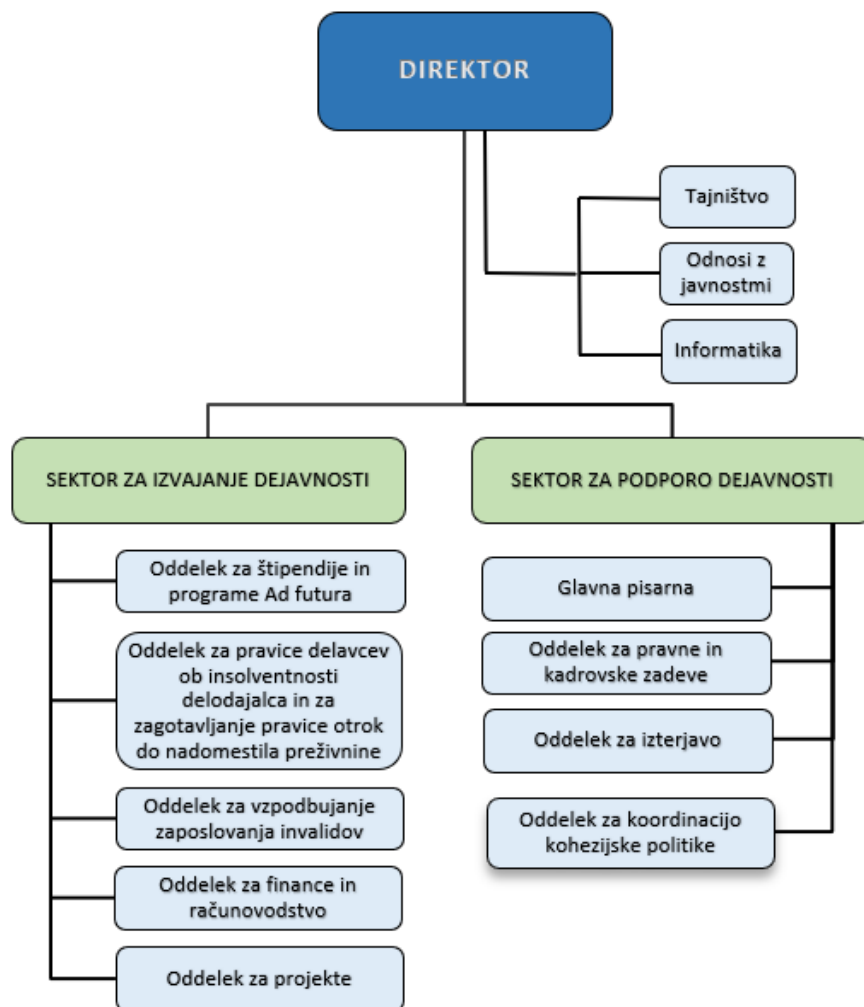 DIREKTOR
Tajništvo
Odnosi z
javnostmi
Informatika
SEKTOR ZA IZVAJANJE DEJAVNOSTI
Oddelek za štipendije in
programe Ad futura
Oddelek za pravice delavcev
ob insolventnosti
delodajalca in za
zagotavljanje pravice otrok
do nadomestila preživnine
Oddelek za vzpodbujanje
zaposlovanja invalidov
Oddelek za finance in
računovodstvo
Oddelek za projekte
SEKTOR ZA PODPORO DEJAVNOSTI
Glavna pisarna
Oddelek za pravne in
kadrovske zadeve
Oddelek za izterjavo
Oddelek za koordinacijo
kohezijske politike